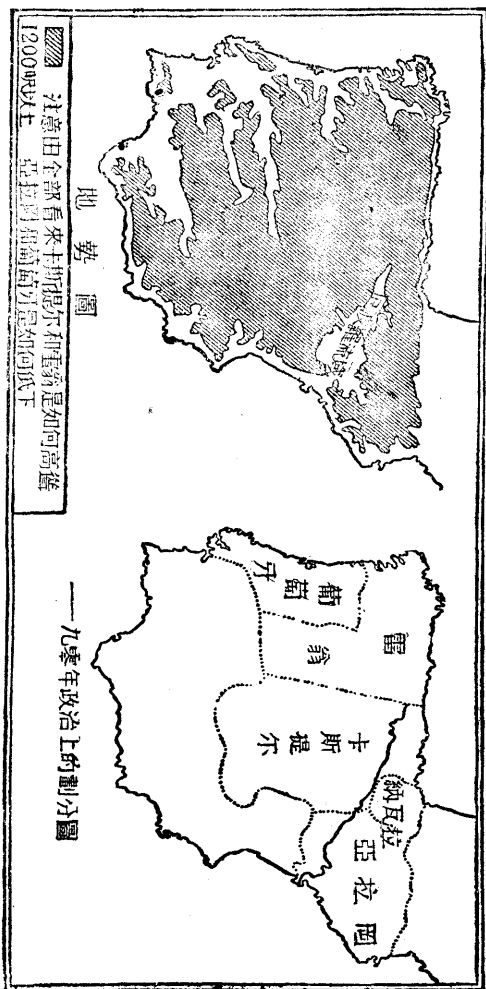 地勢圖
注意由全部看來卡斯提尔和雷翁是如何高聳
1200呎以上 亞拉岡和葡萄牙是如何低下
一一九零年政治上的劃分圖
葡萄牙
雷翁
卡斯提尔
納瓦拉
亞拉岡